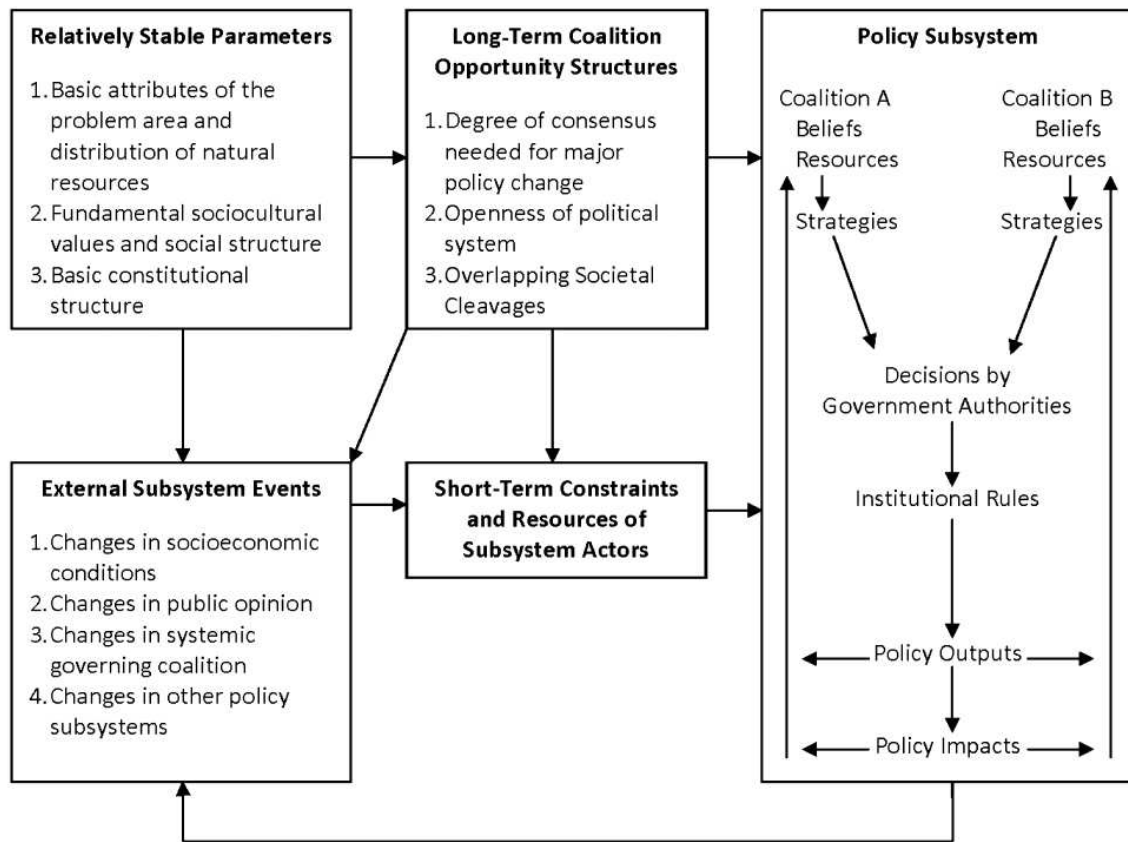 Relatively Stable Parameters
1. Basic attributes of the
problem area and
distribution of natural
resources
2. Fundamental sociocultural
values and social structure
3. Basic constitutional
structure
Long-Term Coalition
Opportunity Structures
1. Degree of consensus
needed for major
policy change
2. Openness of political
system
3. Overlapping Societal
Cleavages
Policy Subsystem
Coalition A
Beliefs
Resources
Strategies
Coalition B
Beliefs
Resources
Strategies
Decisions by
Government Authorities
Institutional Rules
Policy Outputs
Policy Impacts
External Subsystem Events
1. Changes in socioeconomic
conditions
2. Changes in public opinion
3. Changes in systemic
governing coalition
4. Changes in other policy
subsystems
Short-Term Constraints
and Resources of
Subsystem Actors